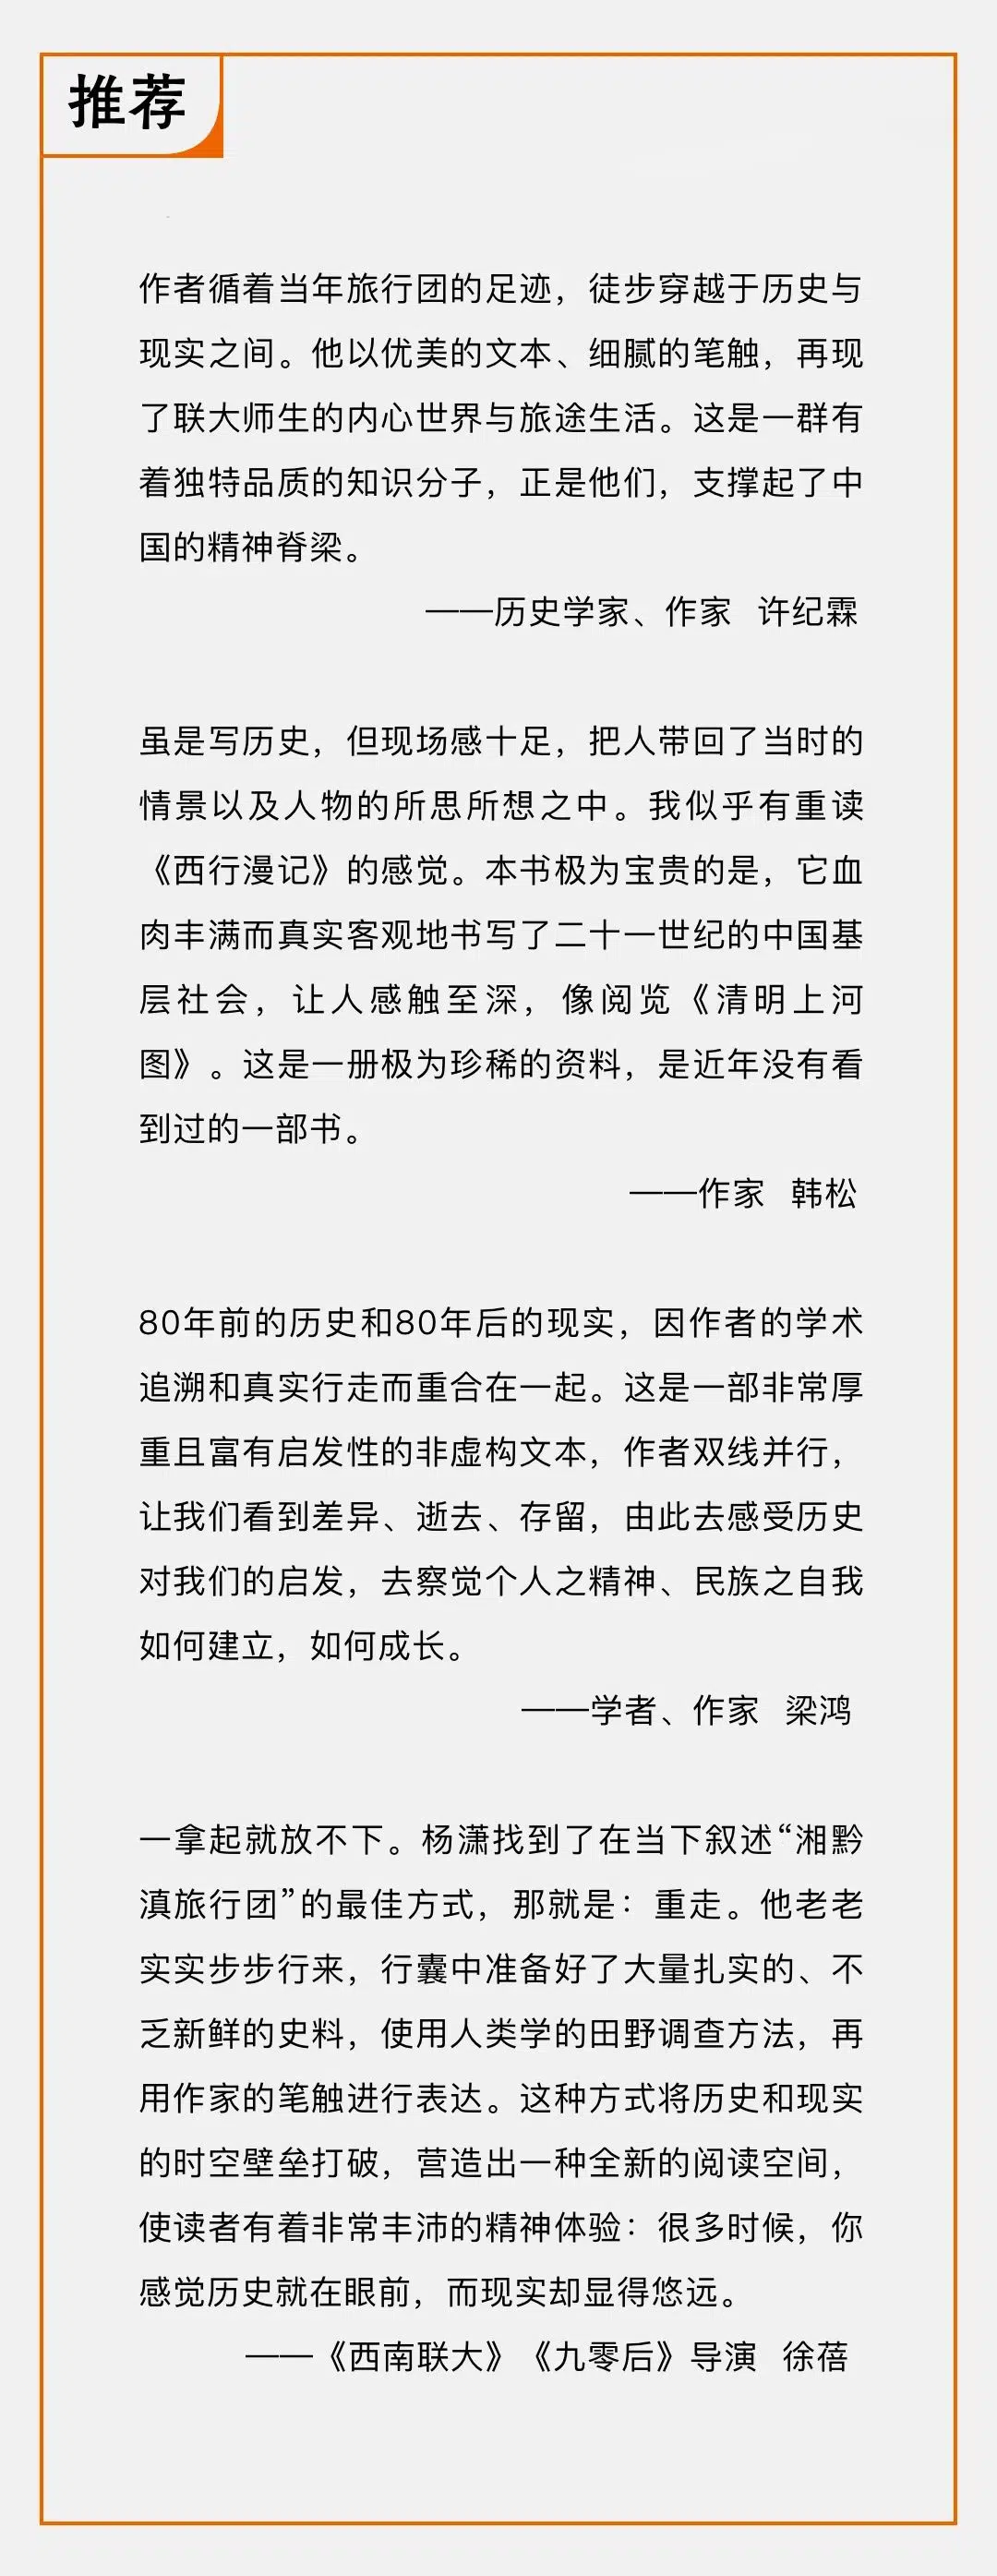 推荐
作者循着当年旅行团的足迹，徒步穿越于历史与
现实之间。他以优美的文本、细腻的笔触，再现
了联大师生的内心世界与旅途生活。这是一群有
着独特品质的知识分子，正是他们，支撑起了中
国的精神脊梁。
——历史学家、作家 许纪霖
虽是写历史，但现场感十足，把人带回了当时的
情景以及人物的所思所想之中。我似乎有重读
《西行漫记》的感觉。本书极为宝贵的是，它血
肉丰满而真实客观地书写了二十一世纪的中国基
层社会，让人感触至深，像阅览《清明上河
图》。这是一册极为珍稀的资料，是近年没有看
到过的一部书。
——作家 韩松
80年前的历史和80年后的现实，因作者的学术
追溯和真实行走而重合在一起。这是一部非常厚
重且富有启发性的非虚构文本，作者双线并行，
让我们看到差异、逝去、存留，由此去感受历史
对我们的启发，去察觉个人之精神、民族之自我
如何建立，如何成长。
——学者、作家 梁鸿
一拿起就放不下。杨潇找到了在当下叙述“湘黔
滇旅行团”的最佳方式，那就是：重走。他老老
实实步步行来，行囊中准备好了大量扎实的、不
乏新鲜的史料，使用人类学的田野调查方法，再
用作家的笔触进行表达。这种方式将历史和现实
的时空壁垒打破，营造出一种全新的阅读空间，
使读者有着非常丰沛的精神体验：很多时候，你
感觉历史就在眼前，而现实却显得悠远。
——《西南联大》《九零后》导演 徐蓓